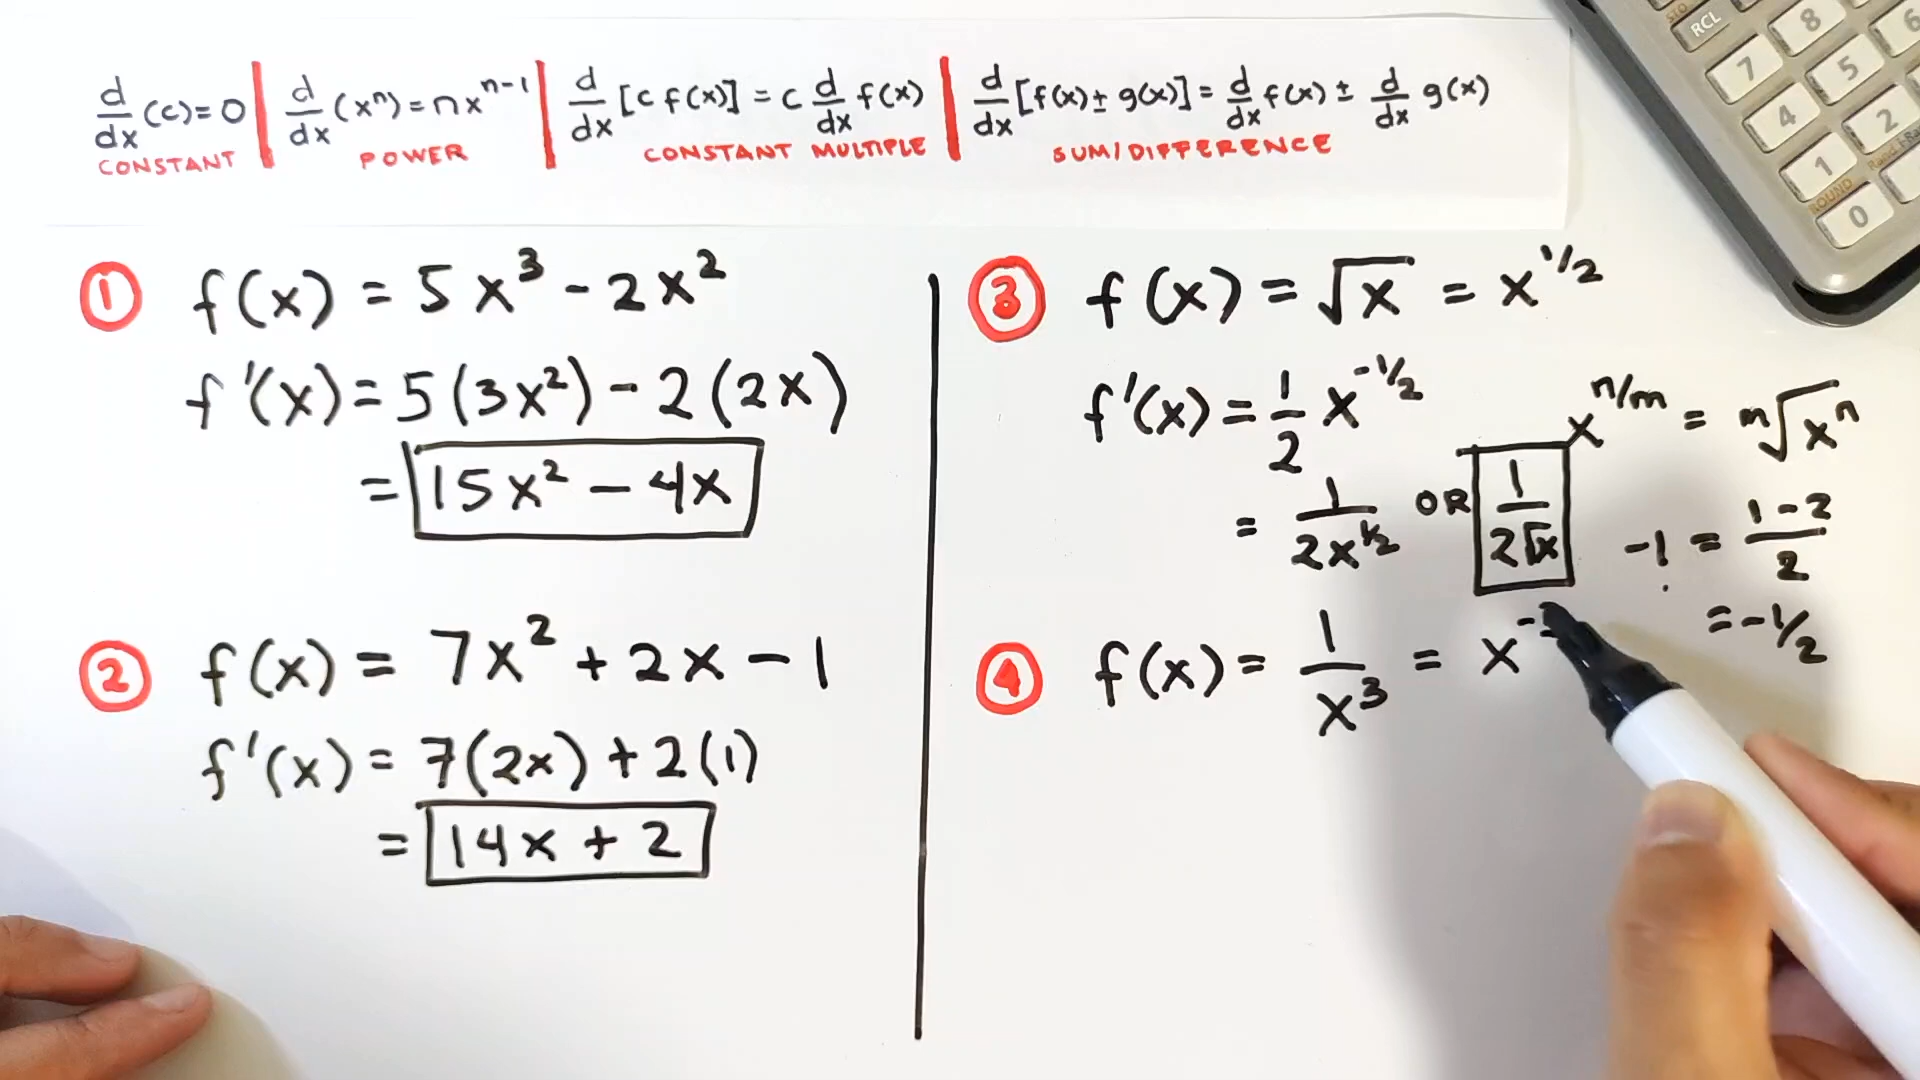 d/dx (c) = 0 | d/dx (xⁿ) = nxⁿ⁻¹ | d/dx [c f(x)] = c d/dx f(x) | d/dx [f(x) ± g(x)] = d/dx f(x) ± d/dx g(x)
CONSTANT POWER CONSTANT MULTIPLE SUM/DIFFERENCE
① f(x) = 5x³ - 2x²
f'(x) = 5(3x²) - 2(2x)
= 15x² - 4x
② f(x) = 7x² + 2x - 1
f'(x) = 7(2x) + 2(1)
= 14x + 2
③ f(x) = √x = x^1/2
f'(x) = 1/2 x^-1/2
= 1/2x^1/2 OR 1/2√x
x^n/m = ᵐ√xⁿ
-1 = 1-2/2
= -1/2
④ f(x) = 1/x³ = x^-
RCL
7 8
4 5
1 2
0
ROUND